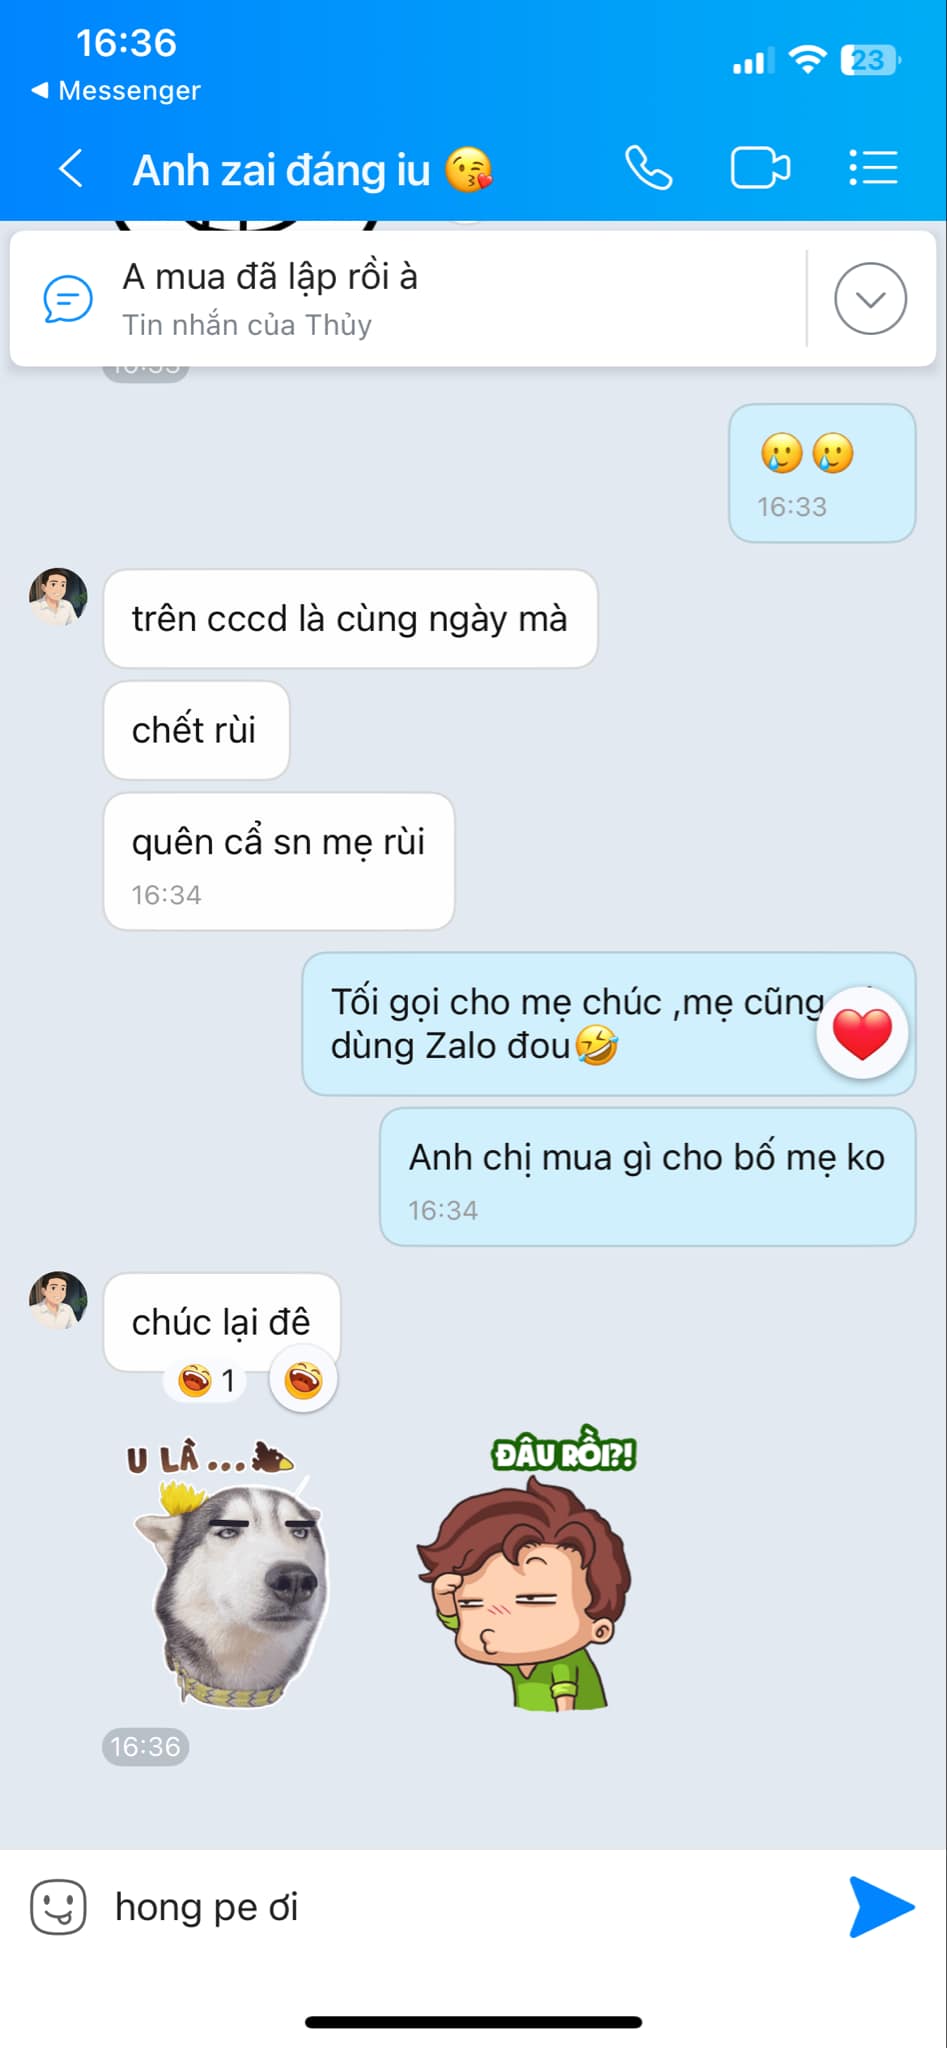 16:36
23
◀ Messenger
Anh zai đáng iu 😘
A mua đã lập rồi à
Tin nhắn của Thủy
🥲🥲
16:33
trên cccd là cùng ngày mà
chết rùi
quên cẩ sn mẹ rùi
16:34
Tối gọi cho mẹ chúc ,mẹ cũng
dùng Zalo đou🤣
Anh chị mua gì cho bố mẹ ko
16:34
chúc lại đê
1
U LÀ...
ĐÂU RỒI?!
16:36
hong pe ơi